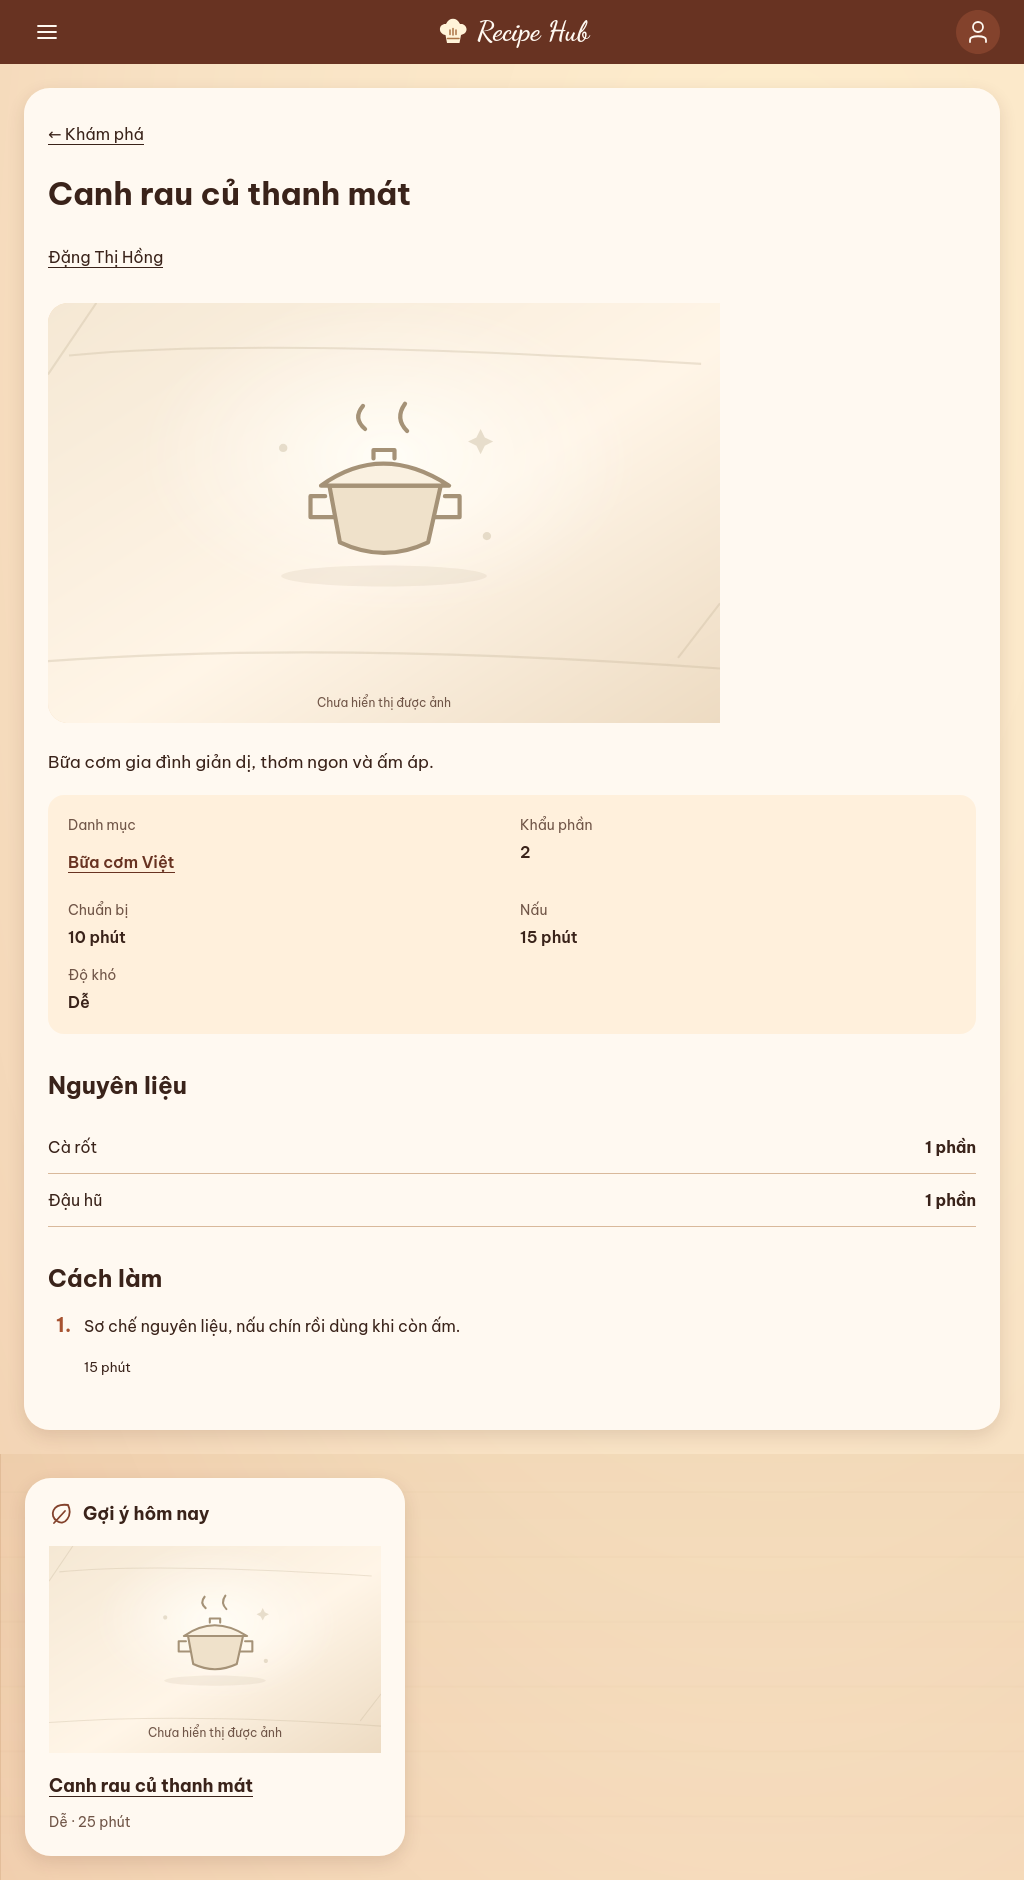 Recipe Hub
← Khám phá
Canh rau củ thanh mát
Đặng Thị Hồng
Chưa hiển thị được ảnh
Bữa cơm gia đình giản dị, thơm ngon và ấm áp.
Danh mục
Bữa cơm Việt
Khẩu phần
2
Chuẩn bị
10 phút
Nấu
15 phút
Độ khó
Dễ
Nguyên liệu
Cà rốt 1 phần
Đậu hũ 1 phần
Cách làm
1. Sơ chế nguyên liệu, nấu chín rồi dùng khi còn ấm.
15 phút
Gợi ý hôm nay
Chưa hiển thị được ảnh
Canh rau củ thanh mát
Dễ · 25 phút